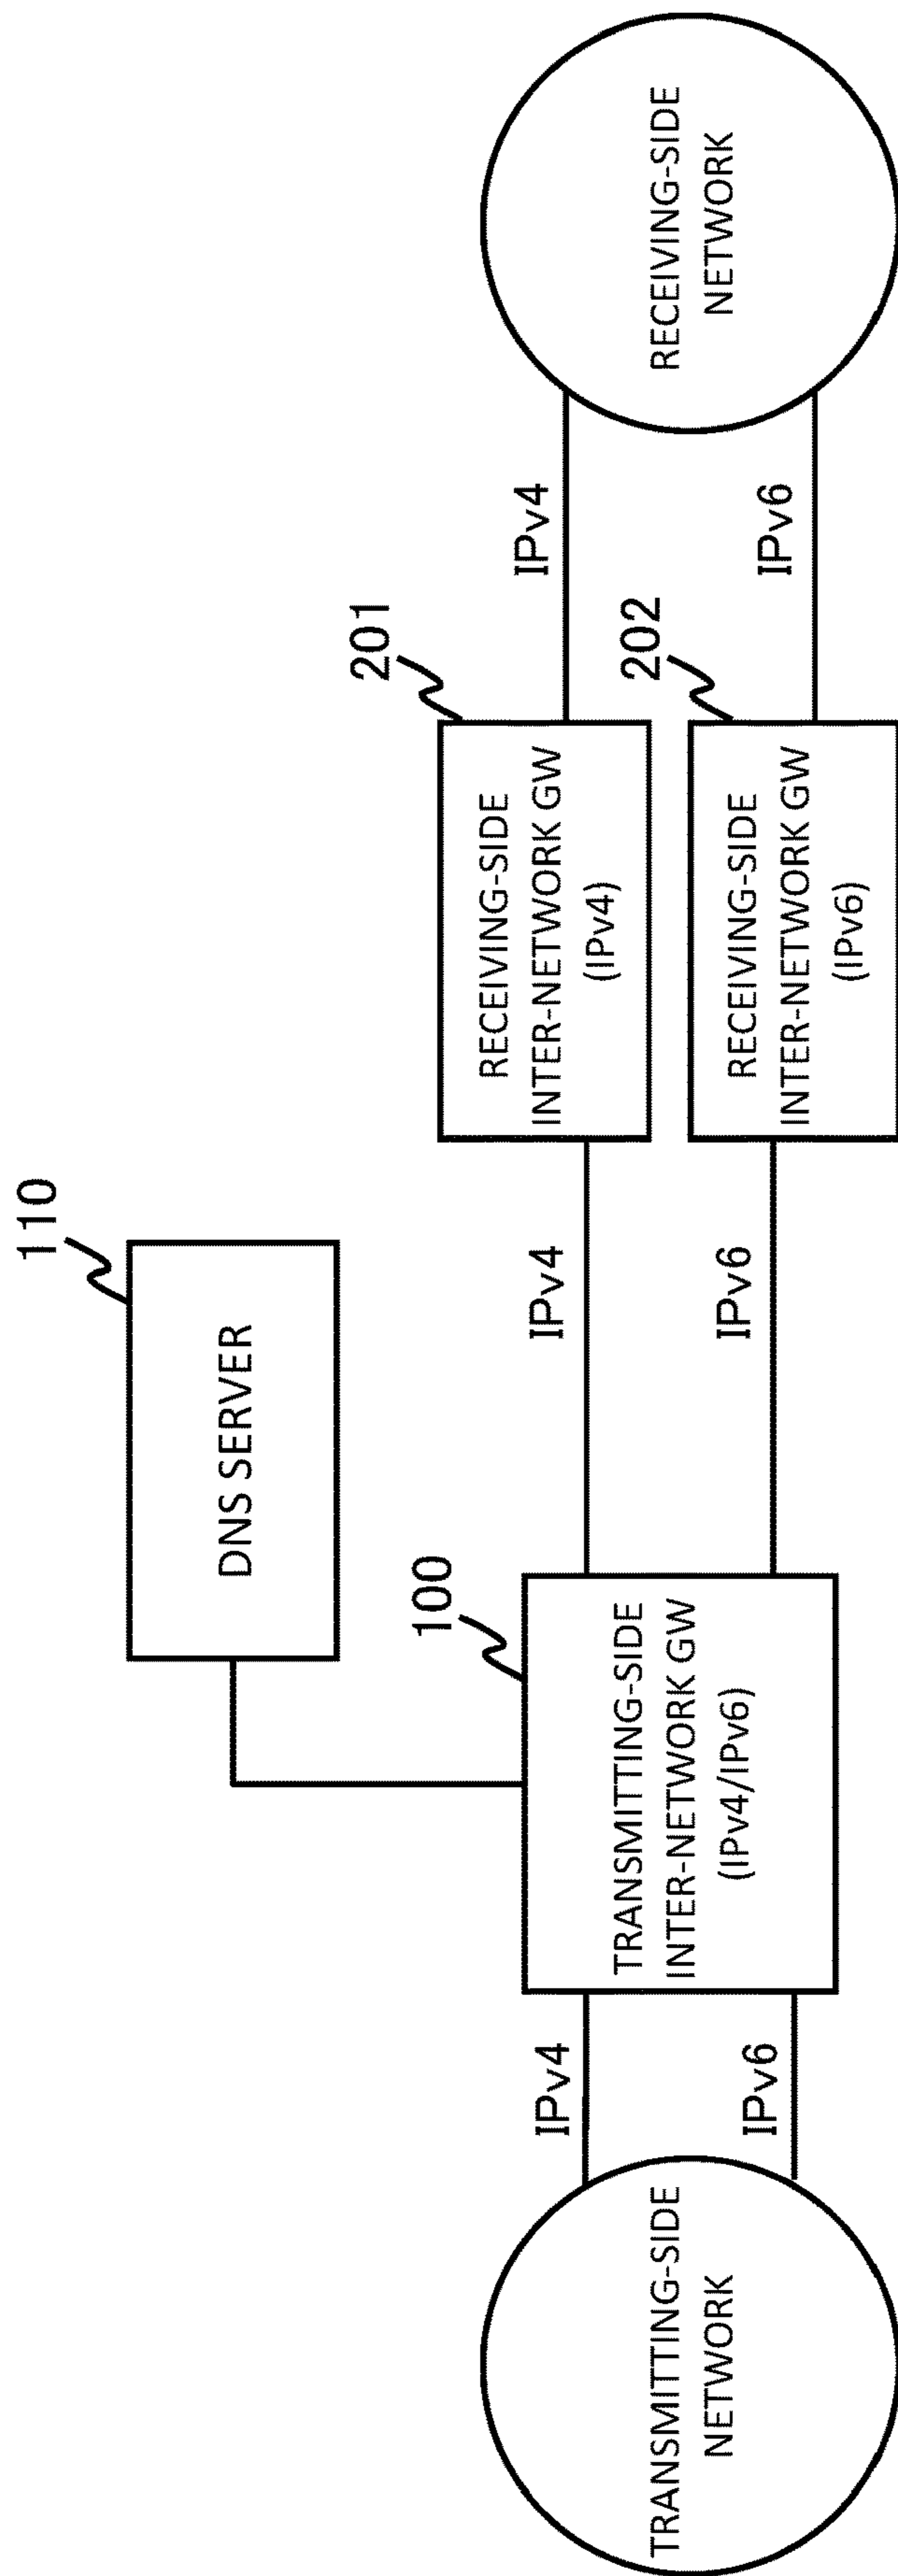 110
DNS SERVER
201
RECEIVING-SIDE
INTER-NETWORK GW
(IPv4)
100
TRANSMITTING-SIDE
INTER-NETWORK GW
(IPv4/IPv6)
IPv4
IPv4
IPv4
TRANSMITTING-SIDE
NETWORK
RECEIVING-SIDE
NETWORK
202
RECEIVING-SIDE
INTER-NETWORK GW
(IPv6)
IPv6
IPv6
IPv6